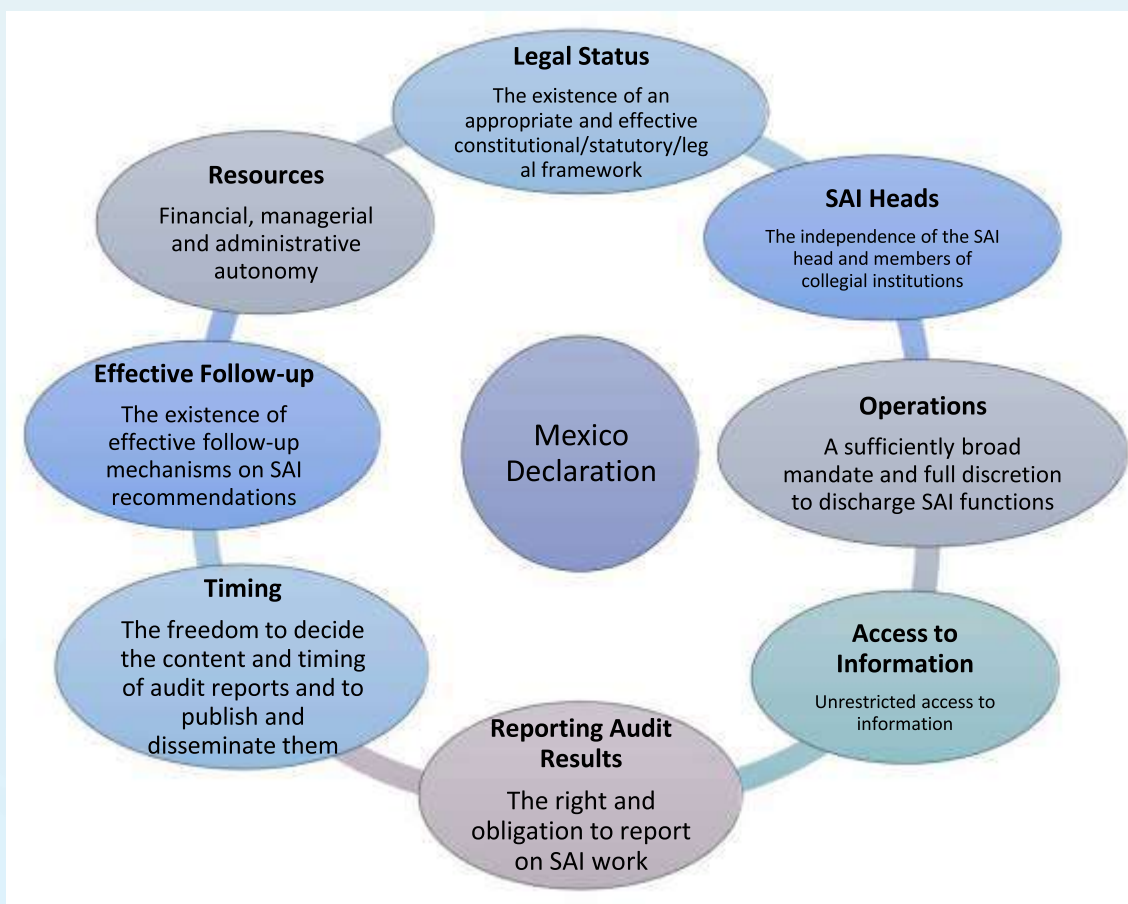 Legal Status
The existence of an
appropriate and effective
constitutional/statutory/leg
al framework
SAI Heads
The independence of the SAI
head and members of
collegial institutions
Operations
A sufficiently broad
mandate and full discretion
to discharge SAI functions
Access to
Information
Unrestricted access to
information
Reporting Audit
Results
The right and
obligation to report
on SAI work
Timing
The freedom to decide
the content and timing
of audit reports and to
publish and
disseminate them
Effective Follow-up
The existence of
effective follow-up
mechanisms on SAI
recommendations
Resources
Financial, managerial
and administrative
autonomy
Mexico
Declaration